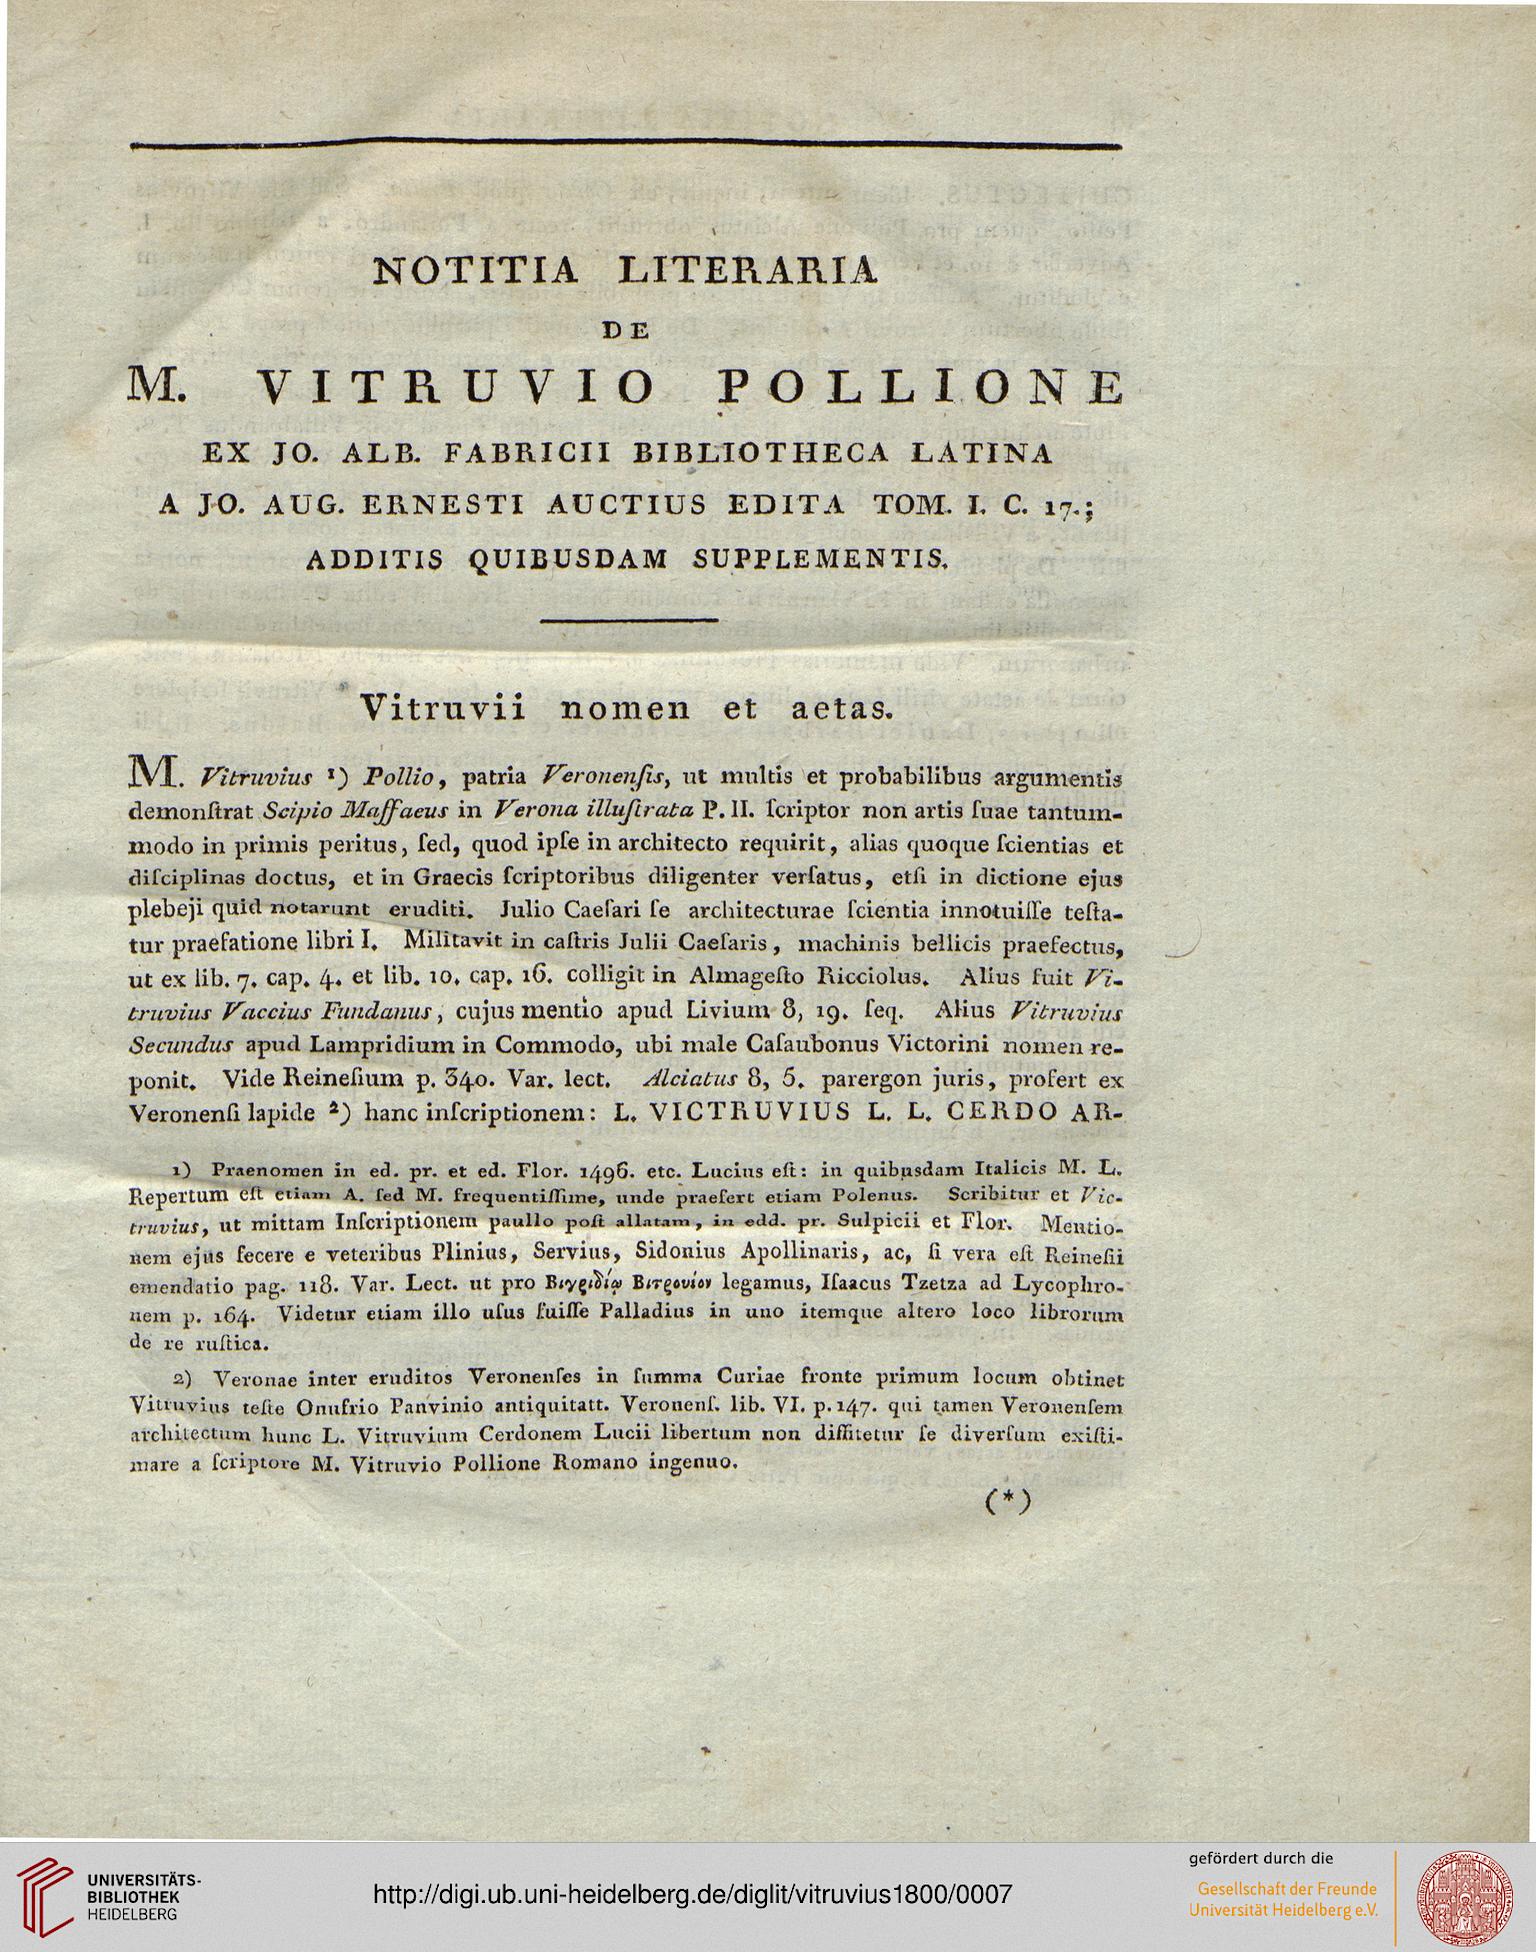 NOTITIA LITERARIA
DE
M. VITRUVIO POLLIONE
EX JO. ALB. FABRICII BIBLIOTHECA LATINA
A JO. AUG. ERNESTI AUCTIUS EDITA TOM. I. C. 17.;
ADDITIS QUIBUSDAM SUPPLEMENTIS.
Vitruvii nomen et aetas.
M. Vitruvius ¹) Pollio, patria Veronenſis, ut multis et probabilibus argumentis
demonſtrat Scipio Maffaeus in Verona illuſtrata P. II. ſcriptor non artis ſuae tantum-
modo in primis peritus, ſed, quod ipſe in architecto requirit, alias quoque ſcientias et
diſciplinas doctus, et in Graecis ſcriptoribus diligenter verſatus, etſi in dictione ejus
plebeji quid notarunt eruditi. Julio Caeſari ſe architecturae ſcientia innotuiſſe teſta-
tur praefatione libri I. Militavit in caſtris Julii Caeſaris, machinis bellicis praefectus,
ut ex lib. 7. cap. 4. et lib. 10. cap. 16. colligit in Almageſto Ricciolus. Alius fuit Vi-
truvius Vaccius Fundanus, cujus mentio apud Livium 8, 19. ſeq. Alius Vitruvius
Secundus apud Lampridium in Commodo, ubi male Caſaubonus Victorini nomen re-
ponit. Vide Reineſium p. 340. Var. lect. Alciatus 8, 5. parergon juris, profert ex
Veronenſi lapide ²) hanc inſcriptionem: L. VICTRUVIUS L. L. CERDO AR-
1) Praenomen in ed. pr. et ed. Flor. 1496. etc. Lucius eſt: in quibusdam Italicis M. L.
Repertum eſt etiam A. ſed M. frequentiſſime, unde praefert etiam Polenus. Scribitur et Vic-
truvius, ut mittam Inſcriptionem paullo poſt allatam, in edd. pr. Sulpicii et Flor. Mentio-
nem ejus fecere e veteribus Plinius, Servius, Sidonius Apollinaris, ac, ſi vera eſt Reineſii
emendatio pag. 118. Var. Lect. ut pro Βιγριδίῳ Βιτρουίον legamus, Iſaacus Tzetza ad Lycophro-
nem p. 164. Videtur etiam illo uſus fuiſſe Palladius in uno itemque altero loco librorum
de re ruſtica.
2) Veronae inter eruditos Veronenſes in ſumma Curiae fronte primum locum obtinet
Vitruvius teſte Onufrio Panvinio antiquitatt. Veronenſ. lib. VI. p. 147. qui tamen Veronenſem
architectum hunc L. Vitruvium Cerdonem Lucii libertum non diffitetur ſe diverſum exiſti-
mare a ſcriptore M. Vitruvio Pollione Romano ingenuo.
(*)
UNIVERSITÄTS-
BIBLIOTHEK
HEIDELBERG
http://digi.ub.uni-heidelberg.de/diglit/vitruvius1800/0007
gefördert durch die
Gesellschaft der Freunde
Universität Heidelberg e.V.